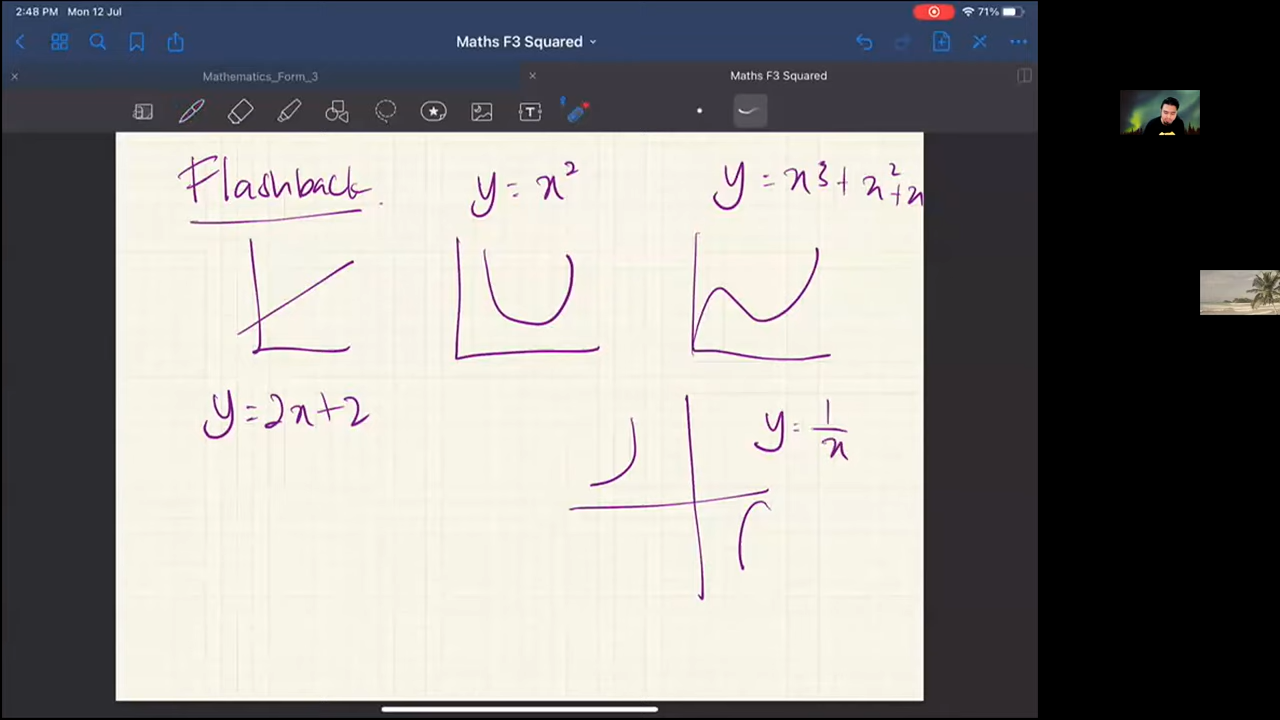 2:48 PM Mon 12 Jul
71%
Maths F3 Squared
Mathematics_Form_3
Maths F3 Squared
T
Flashback
y = x²
y = x³ + x² + x
y = 2x + 2
y = 1/x